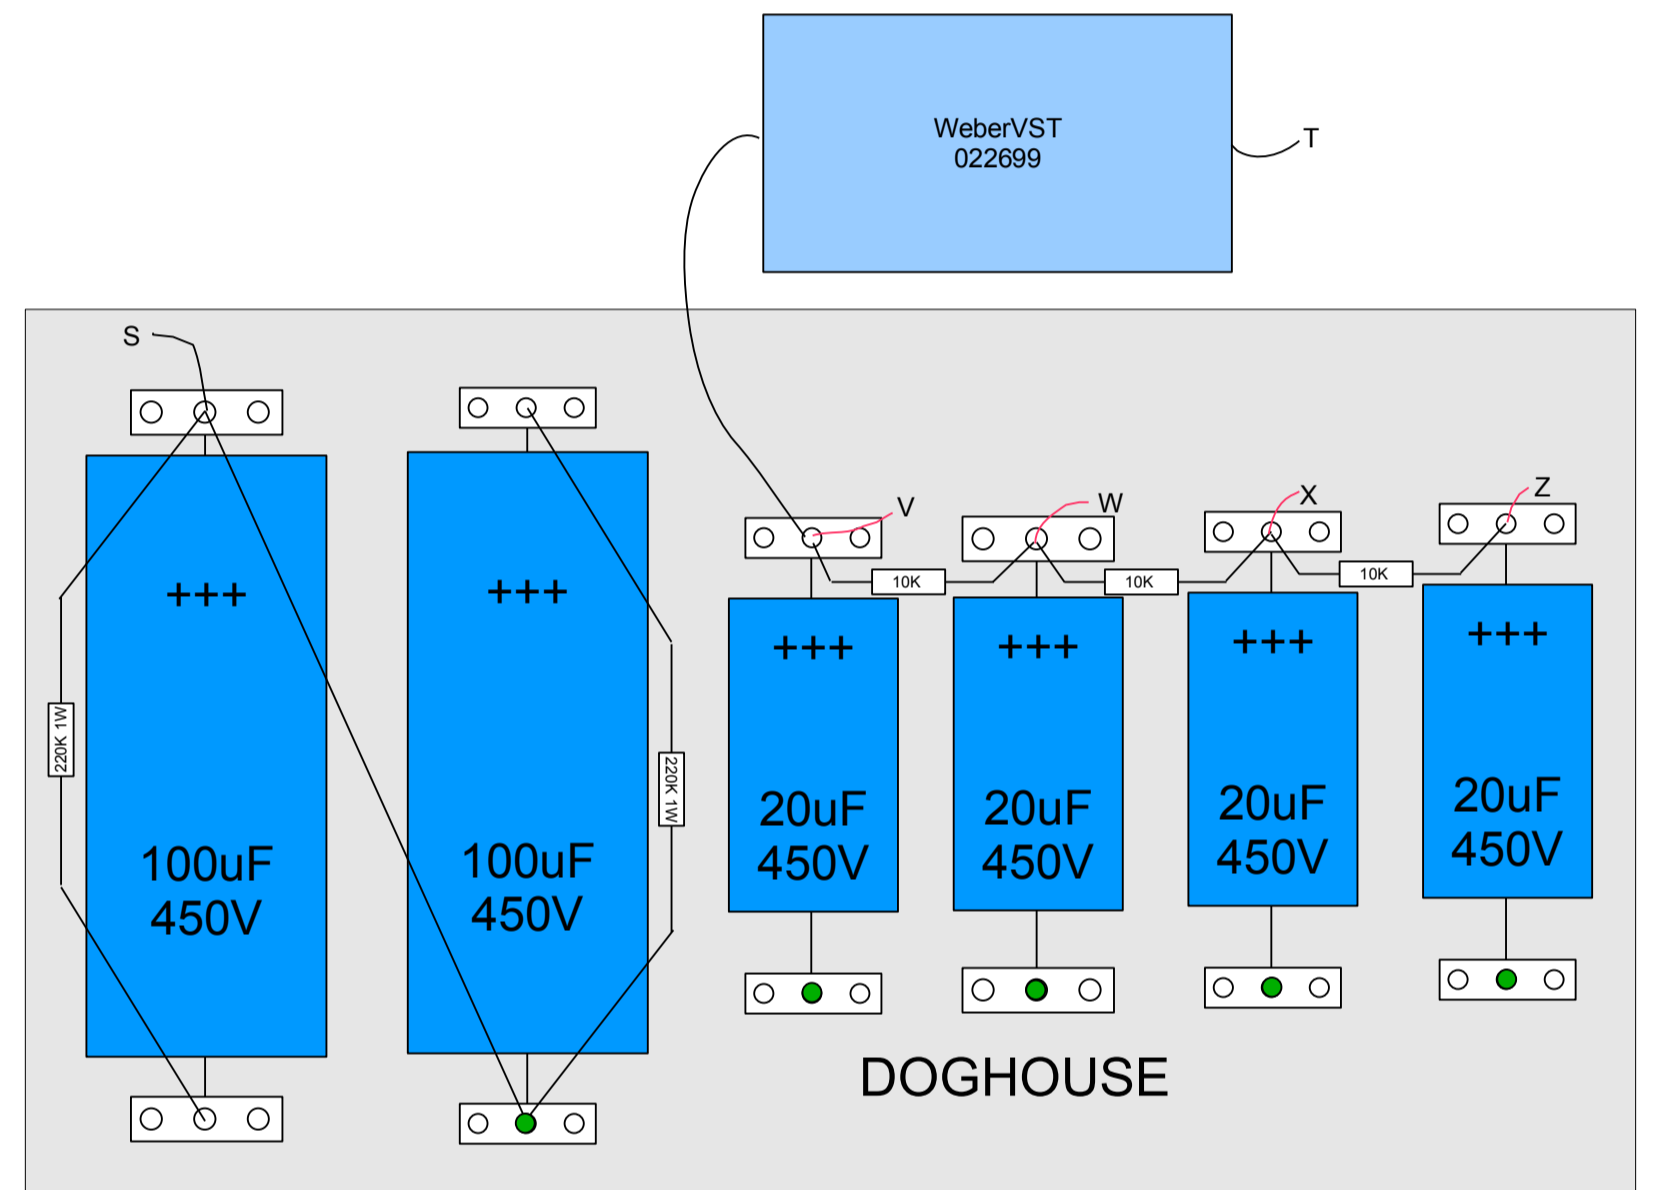 WeberVST
022699
T
S
V
W
X
Z
10K
10K
10K
+++
+++
+++
+++
+++
+++
220K 1W
220K 1W
100uF
450V
100uF
450V
20uF
450V
20uF
450V
20uF
450V
20uF
450V
DOGHOUSE